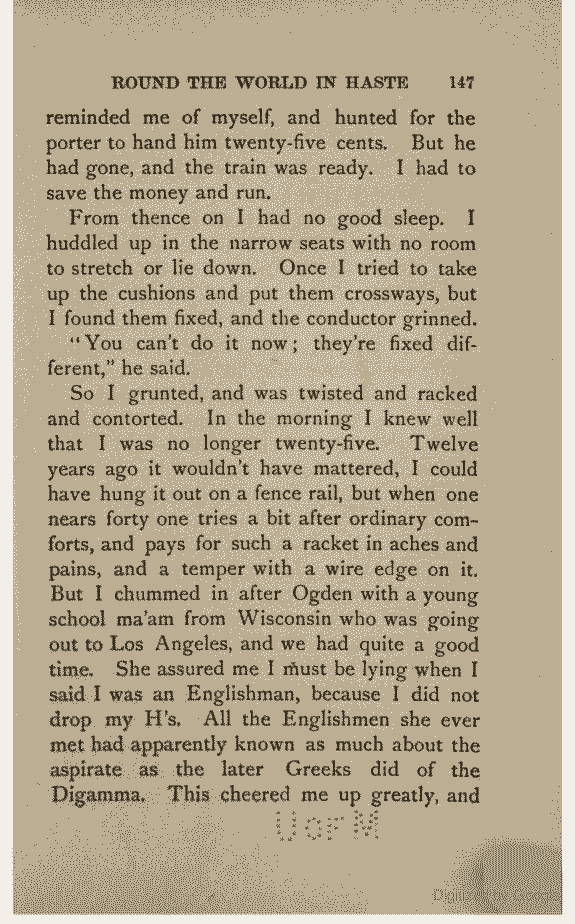 ROUND THE WORLD IN HASTE 147
reminded me of myself, and hunted for the
porter to hand him twenty-five cents. But he
had gone, and the train was ready. I had to
save the money and run.
From thence on I had no good sleep. I
huddled up in the narrow seats with no room
to stretch or lie down. Once I tried to take
up the cushions and put them crossways, but
I found them fixed, and the conductor grinned.
“You can't do it now; they're fixed dif-
ferent,” he said.
So I grunted, and was twisted and racked
and contorted. In the morning I knew well
that I was no longer twenty-five. Twelve
years ago it wouldn't have mattered, I could
have hung it out on a fence rail, but when one
nears forty one tries a bit after ordinary com-
forts, and pays for such a racket in aches and
pains, and a temper with a wire edge on it.
But I chummed in after Ogden with a young
school ma'am from Wisconsin who was going
out to Los Angeles, and we had quite a good
time. She assured me I must be lying when I
said I was an Englishman, because I did not
drop my H's. All the Englishmen she ever
met had apparently known as much about the
aspirate as the later Greeks did of the
Digamma. This cheered me up greatly, and
U OF M
Digitized by Google